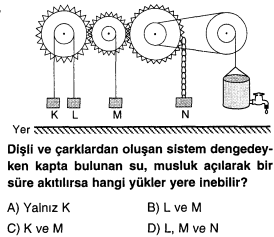 K L M N
Yer
Dişli ve çarklardan oluşan sistem dengedey-
ken kapta bulunan su, musluk açılarak bir
süre akıtılırsa hangi yükler yere inebilir?
A) Yalnız K B) L ve M
C) K ve M D) L, M ve N